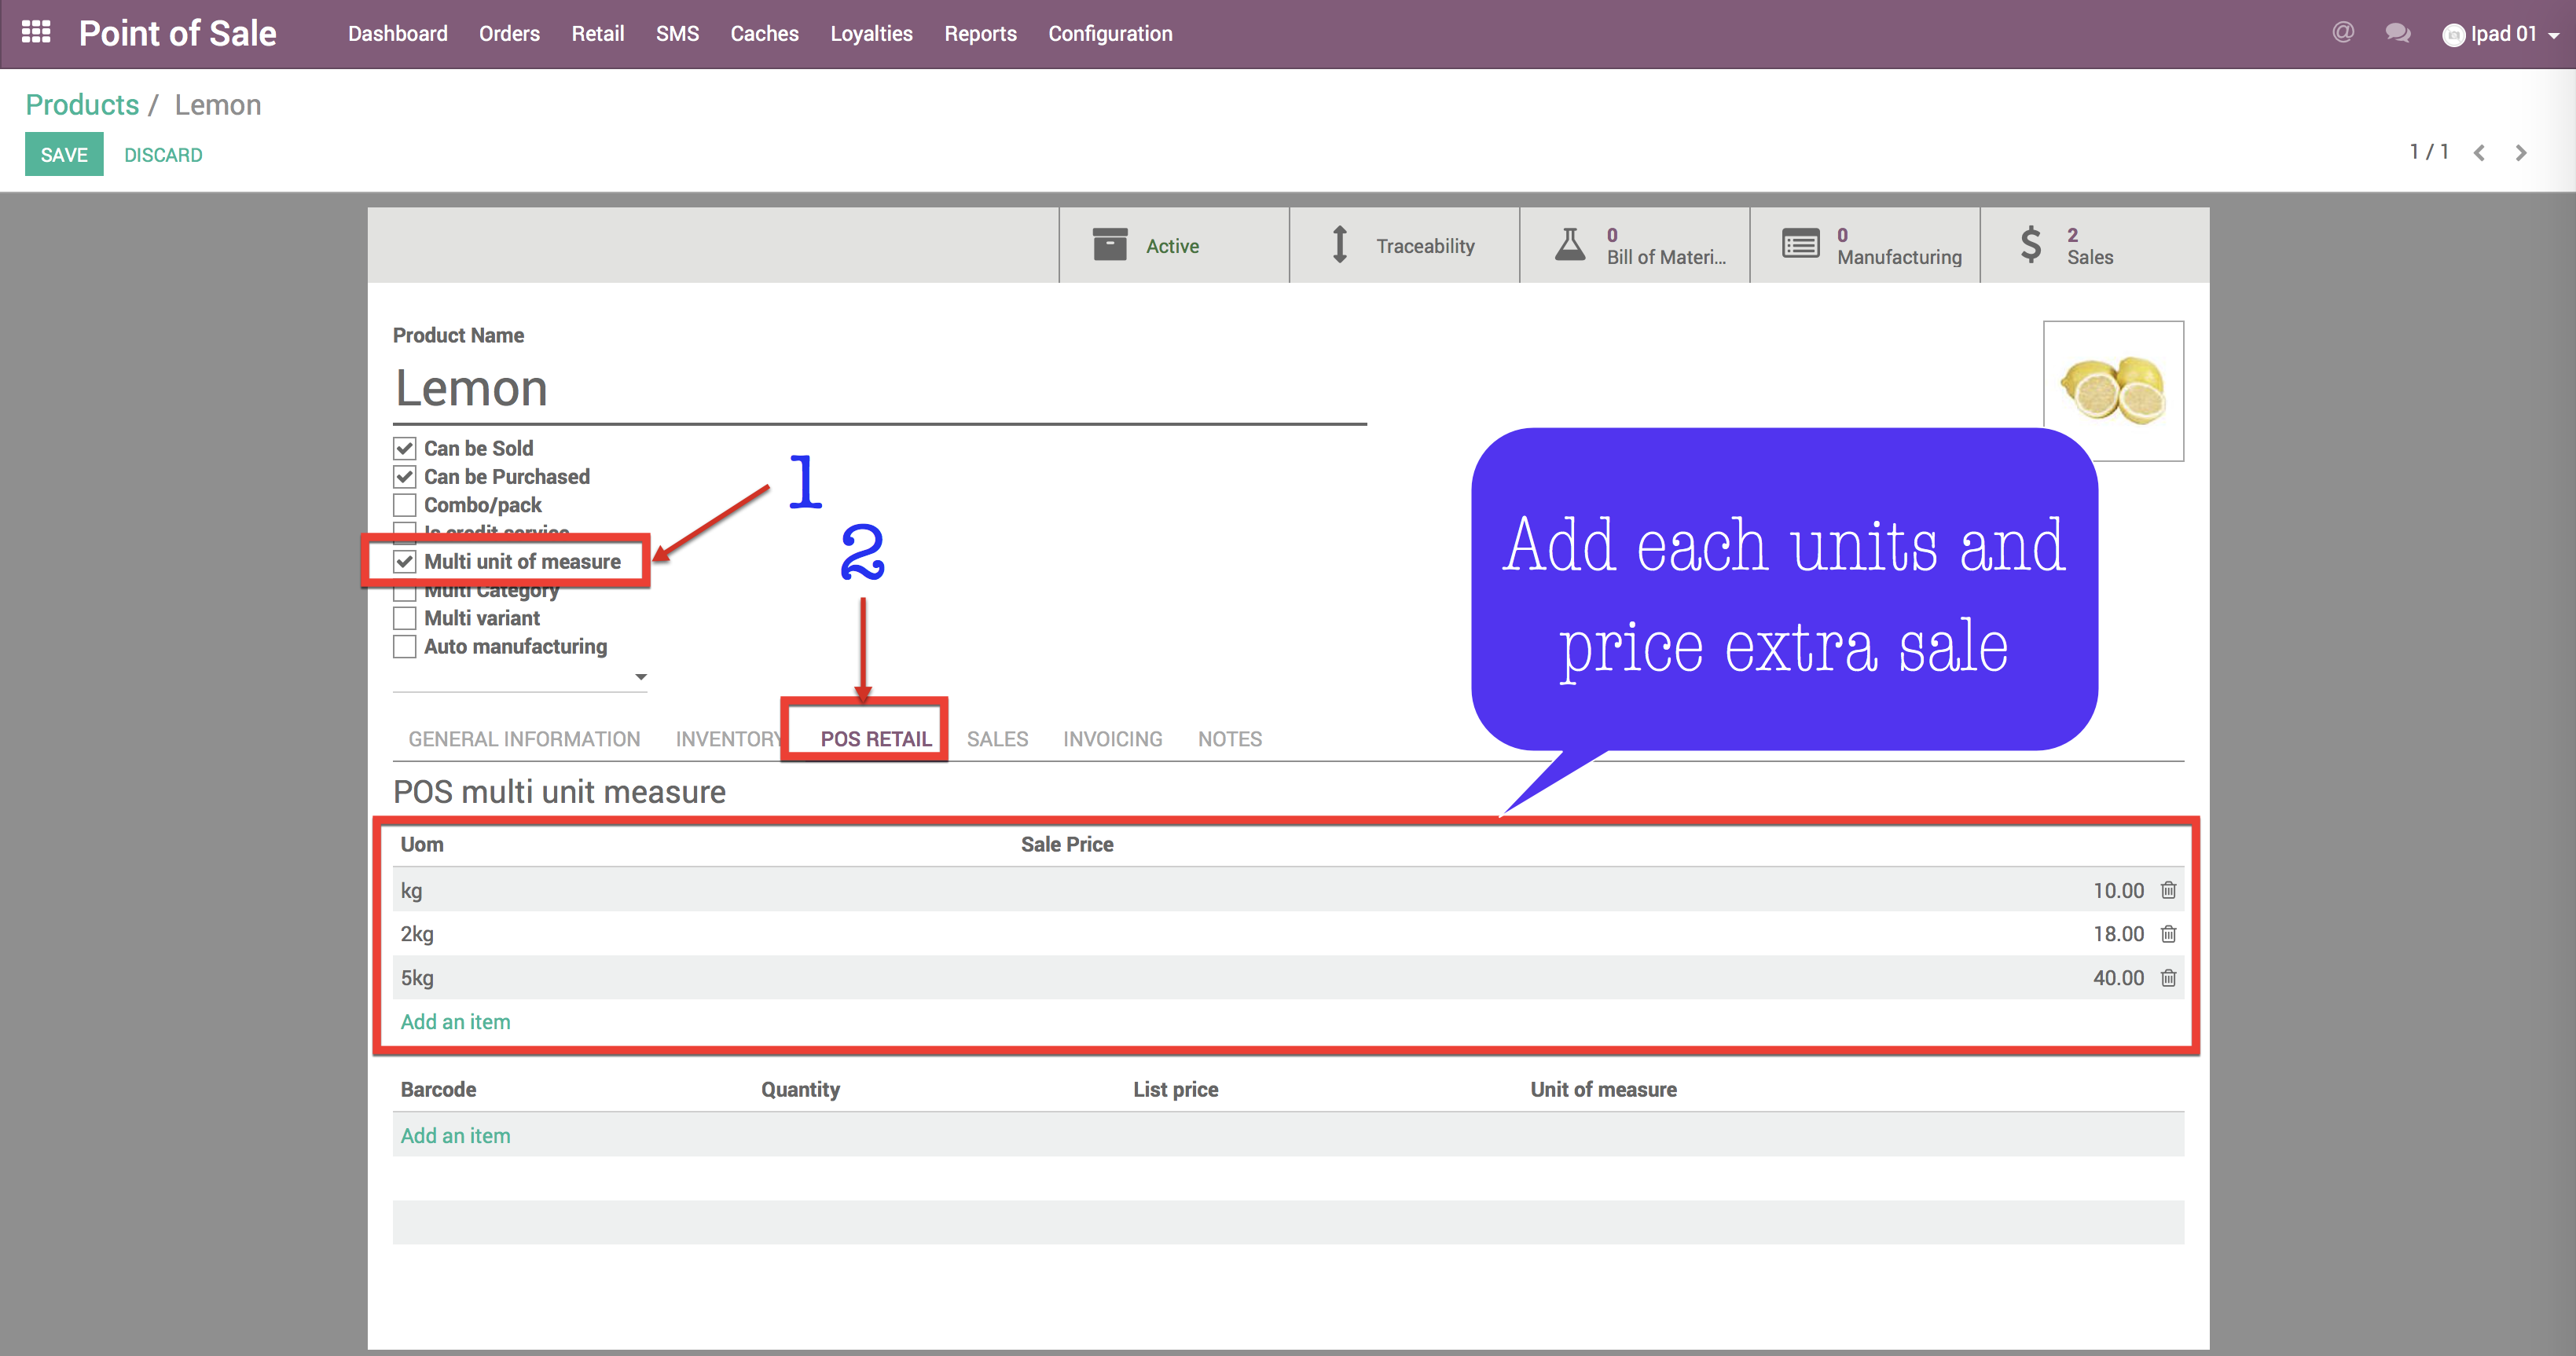 Point of Sale Dashboard Orders Retail SMS Caches Loyalties Reports Configuration @ Ipad 01
Products / Lemon
SAVE DISCARD 1 / 1
Active Traceability 0 Bill of Materi... 0 Manufacturing 2 Sales
Product Name
Lemon
Can be Sold
Can be Purchased
Combo/pack
Is credit service
Multi unit of measure
Multi Category
Multi variant
Auto manufacturing
1
2
Add each units and
price extra sale
GENERAL INFORMATION INVENTORY POS RETAIL SALES INVOICING NOTES
POS multi unit measure
Uom Sale Price
kg 10.00
2kg 18.00
5kg 40.00
Add an item
Barcode Quantity List price Unit of measure
Add an item